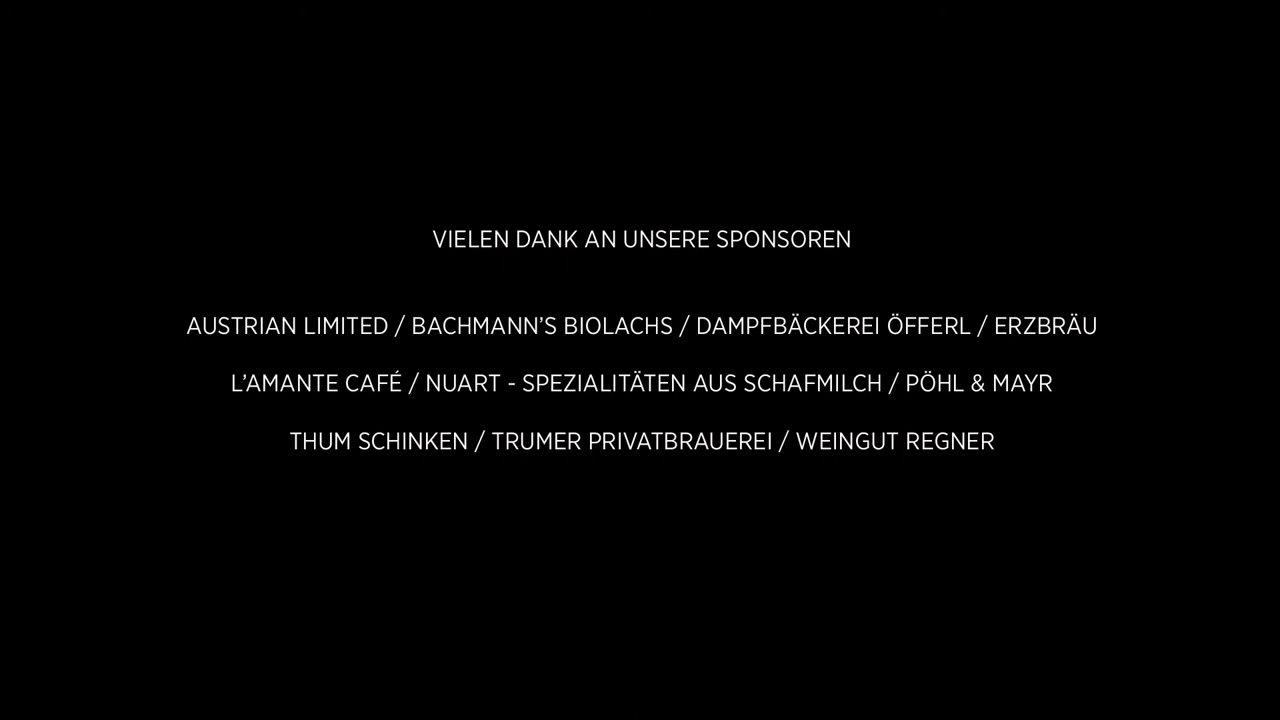 VIELEN DANK AN UNSERE SPONSOREN
AUSTRIAN LIMITED / BACHMANN’S BIOLACHS / DAMPFBÄCKEREI ÖFFERL / ERZBRÄU
L’AMANTE CAFÉ / NUART - SPEZIALITÄTEN AUS SCHAFMILCH / PÖHL & MAYR
THUM SCHINKEN / TRUMER PRIVATBRAUEREI / WEINGUT REGNER